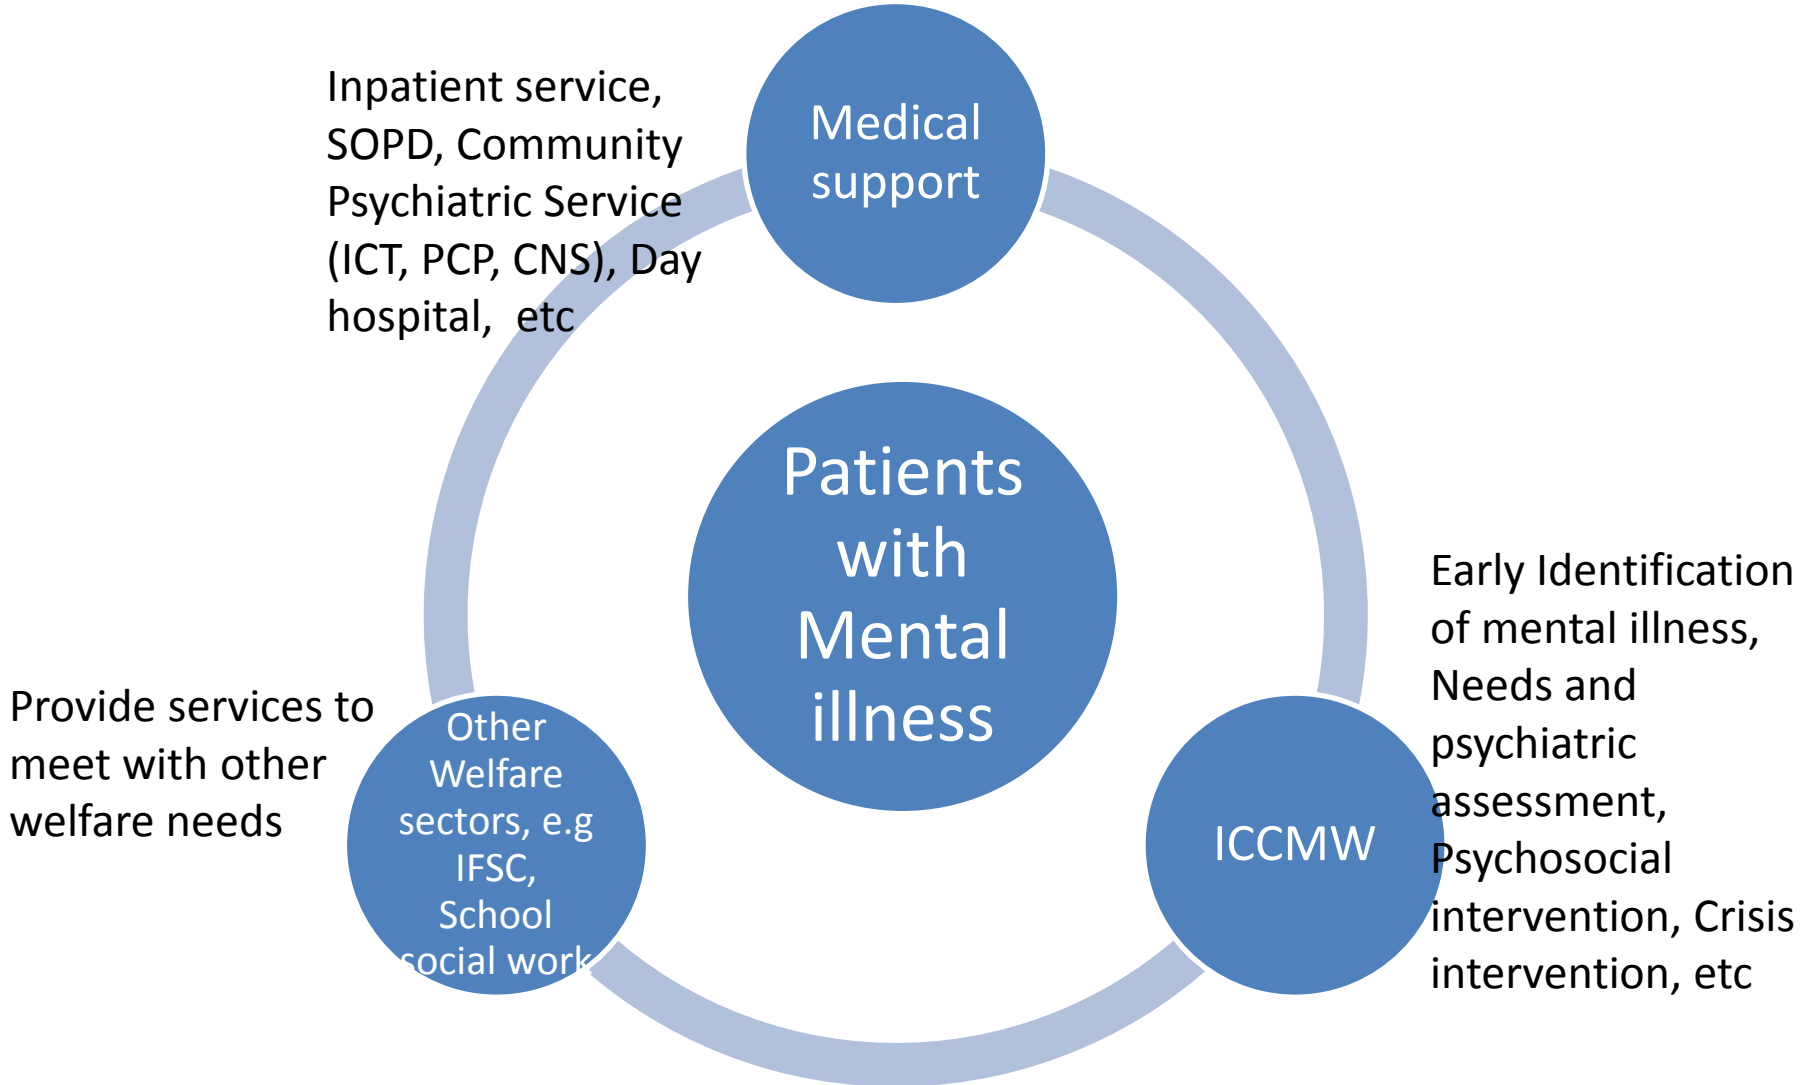 Inpatient service,
SOPD, Community
Psychiatric Service
(ICT, PCP, CNS), Day
hospital,  etc
Medical
support
Patients
with
Mental
illness
Early Identification
of mental illness,
Needs and
psychiatric
assessment,
Psychosocial
intervention, Crisis
intervention, etc
ICCMW
Provide services to
meet with other
welfare needs
Other
Welfare
sectors, e.g
IFSC,
School
social work